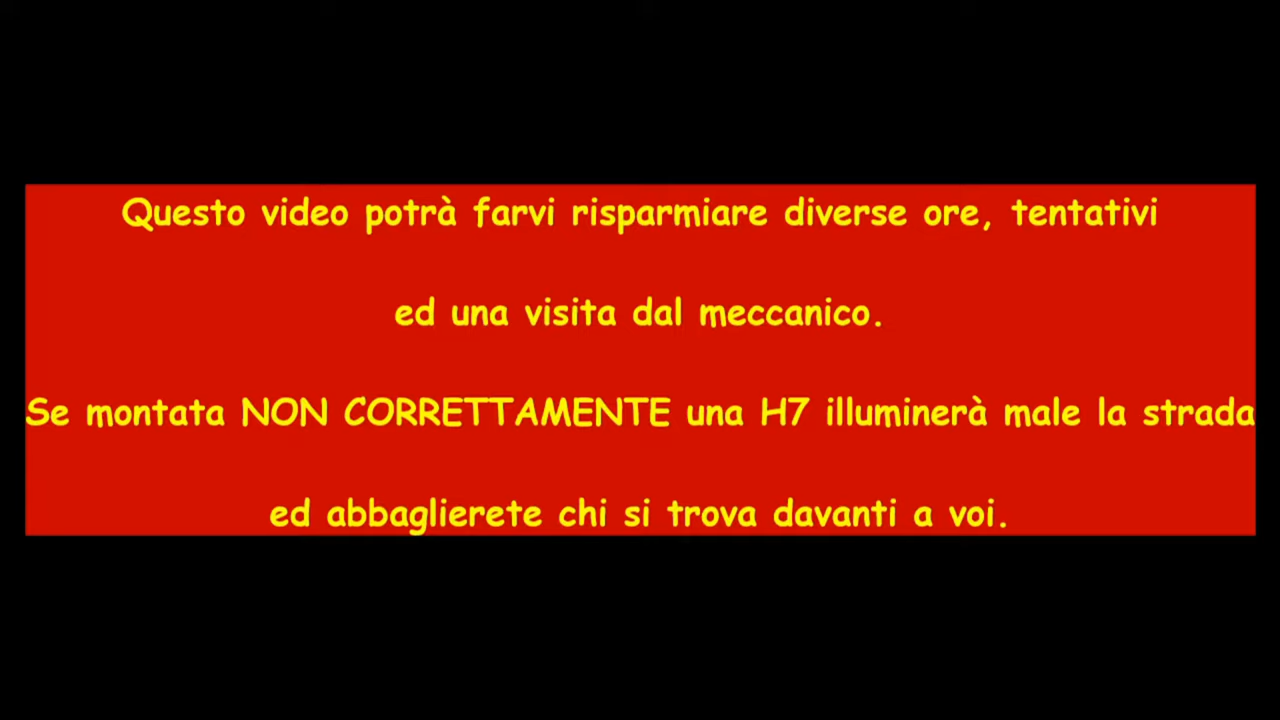 Questo video potrà farvi risparmiare diverse ore, tentativi
ed una visita dal meccanico.
Se montata NON CORRETTAMENTE una H7 illuminerà male la strada
ed abbaglierete chi si trova davanti a voi.